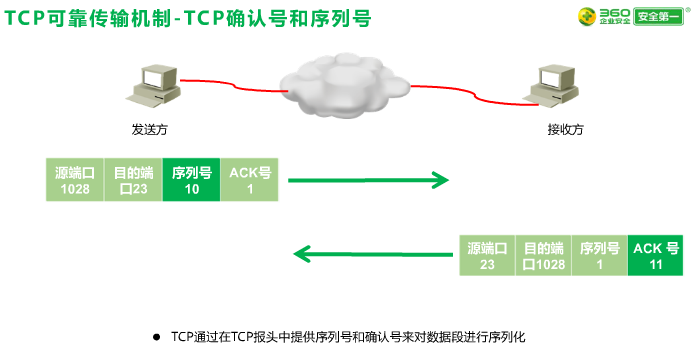 TCP可靠传输机制-TCP确认号和序列号
360
企业安全
安全第一
发送方
接收方
源端口 目的端 序列号 ACK号
1028 口23 10 1
源端口 目的端 序列号 ACK 号
23 口1028 1 11
● TCP通过在TCP报头中提供序列号和确认号来对数据段进行序列化